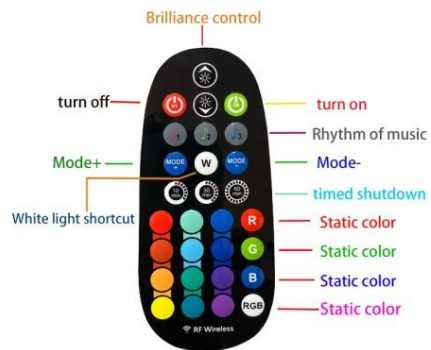 Brilliance control
turn off
turn on
Rhythm of music
Mode+
MODE +
W
MODE -
Mode-
timed shutdown
White light shortcut
R
Static color
G
Static color
B
Static color
RGB
Static color
RF Wireless